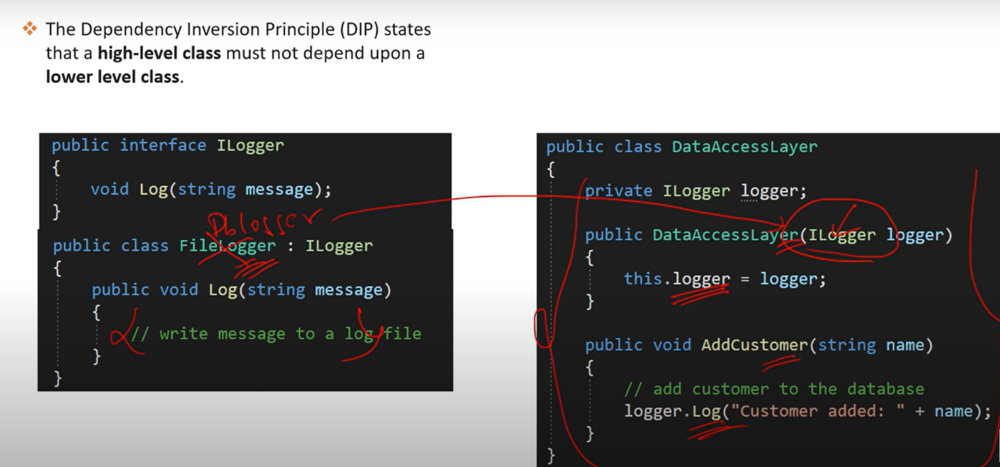 The Dependency Inversion Principle (DIP) states
that a high-level class must not depend upon a
lower level class.
public interface ILogger
{
void Log(string message);
}
Dblogger
public class FileLogger : ILogger
{
public void Log(string message)
{
// write message to a log file
}
}
public class DataAccessLayer
{
private ILogger logger;
public DataAccessLayer(ILogger logger)
{
this.logger = logger;
}
public void AddCustomer(string name)
{
// add customer to the database
logger.Log("Customer added: " + name);
}
}